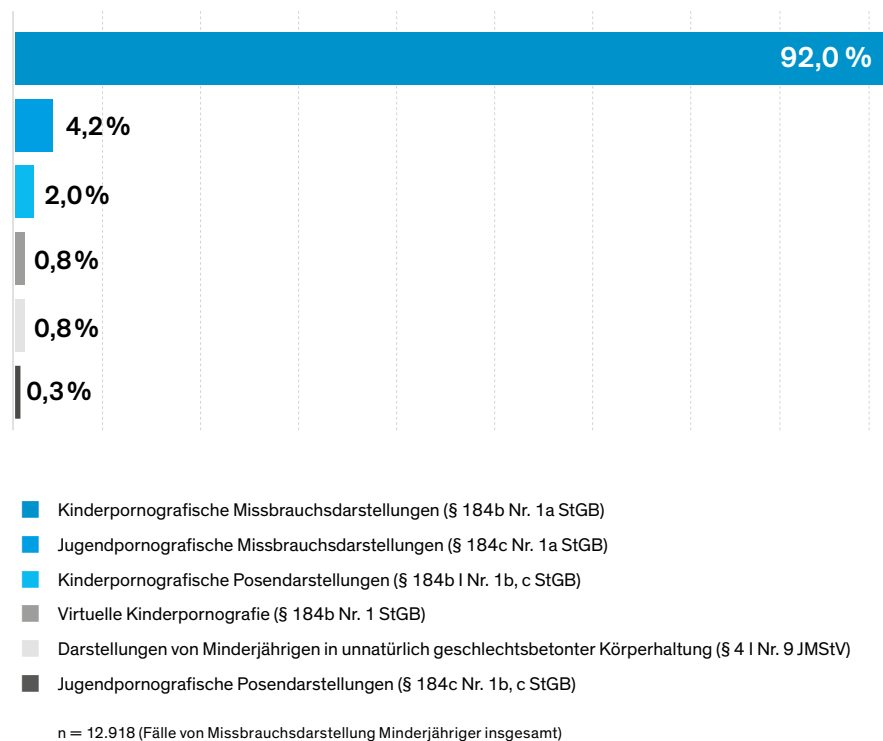 92,0 %
4,2 %
2,0 %
0,8 %
0,8 %
0,3 %
Kinderpornografische Missbrauchsdarstellungen (§ 184b Nr. 1a StGB)
Jugendpornografische Missbrauchsdarstellungen (§ 184c Nr. 1a StGB)
Kinderpornografische Posendarstellungen (§ 184b I Nr. 1b, c StGB)
Virtuelle Kinderpornografie (§ 184b Nr. 1 StGB)
Darstellungen von Minderjährigen in unnatürlich geschlechtsbetonter Körperhaltung (§ 4 I Nr. 9 JMStV)
Jugendpornografische Posendarstellungen (§ 184c Nr. 1b, c StGB)
n = 12.918 (Fälle von Missbrauchsdarstellung Minderjähriger insgesamt)